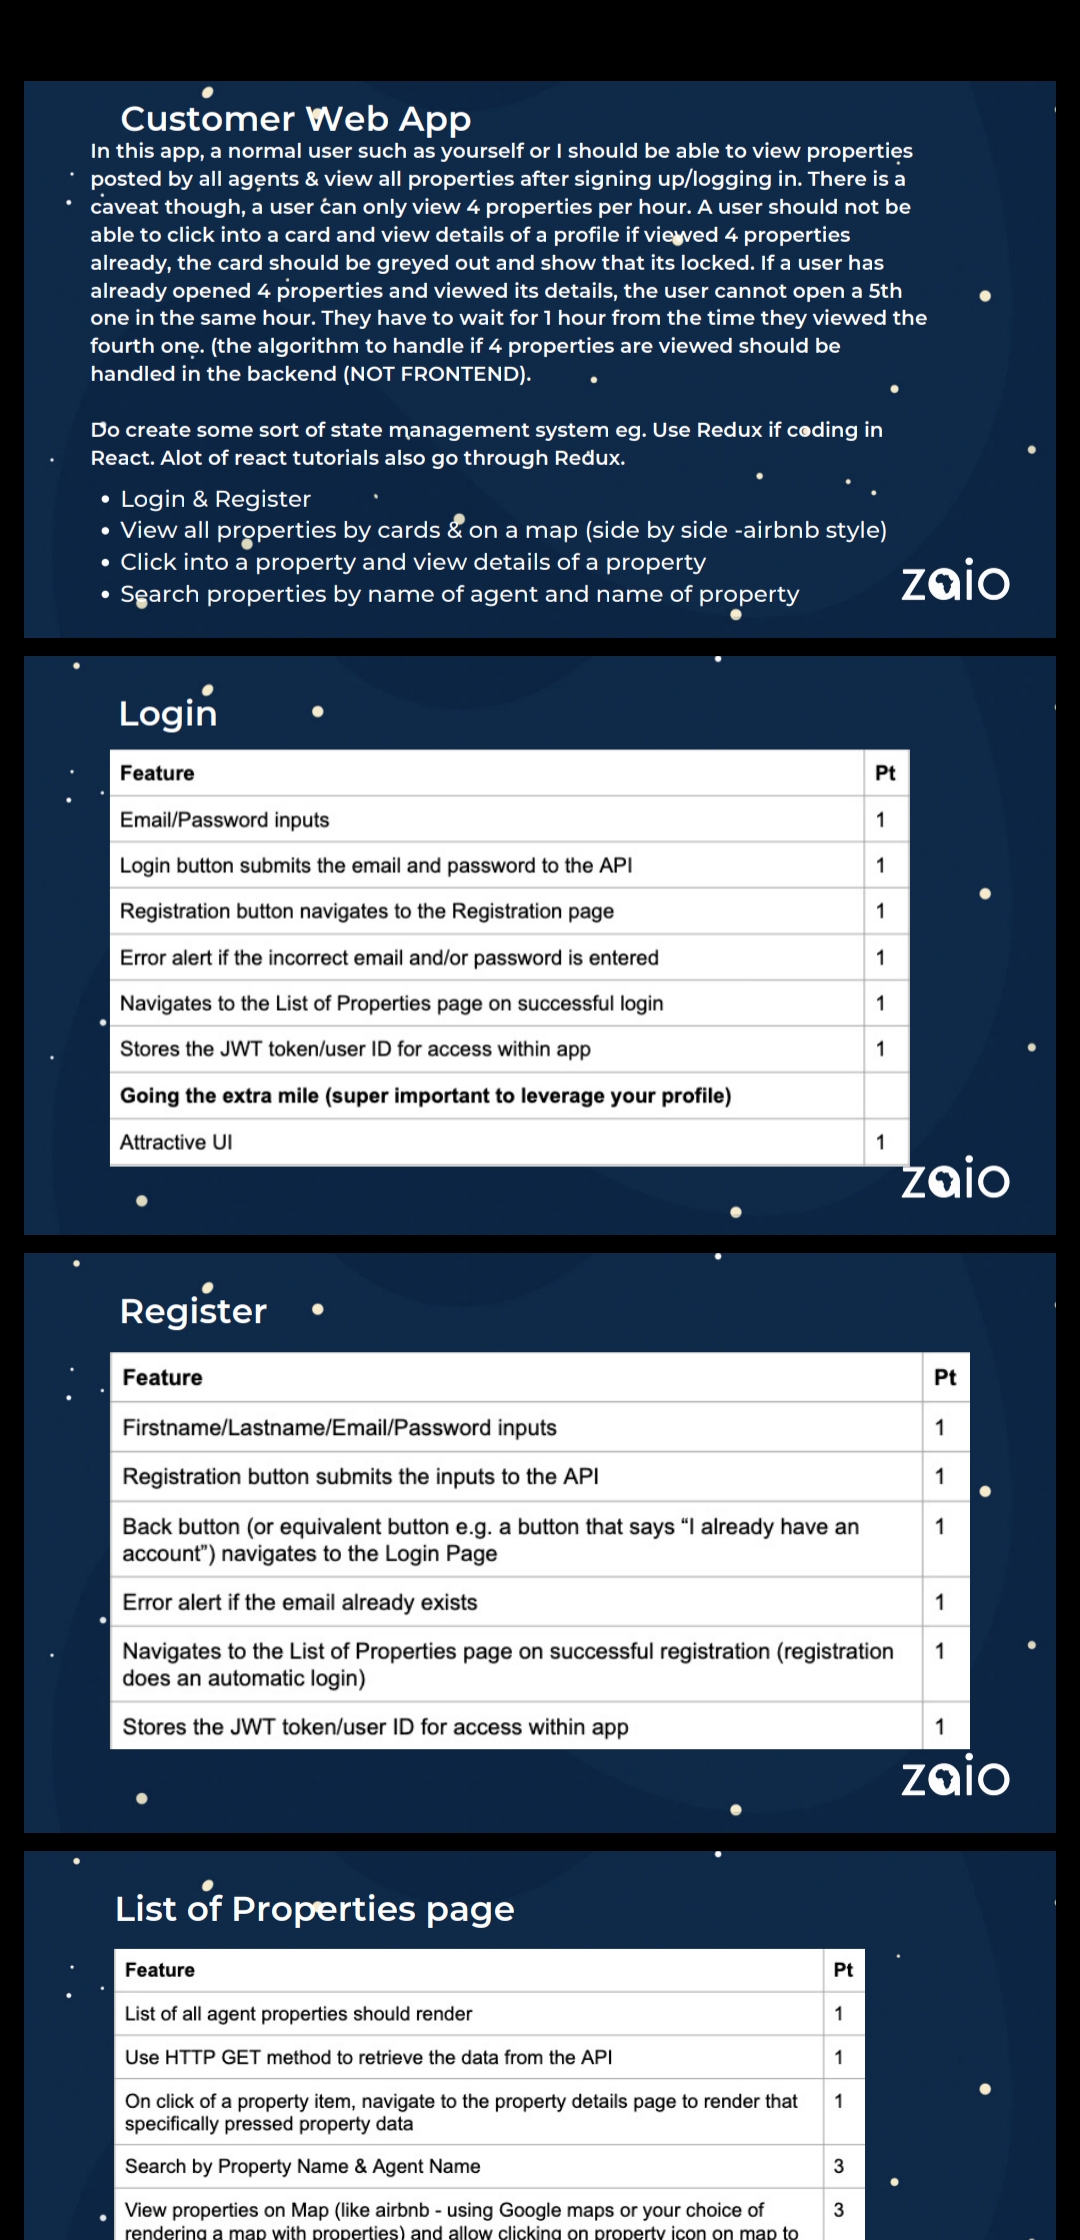 Customer Web App
In this app, a normal user such as yourself or I should be able to view properties
posted by all agents & view all properties after signing up/logging in. There is a
caveat though, a user can only view 4 properties per hour. A user should not be
able to click into a card and view details of a profile if viewed 4 properties
already, the card should be greyed out and show that its locked. If a user has
already opened 4 properties and viewed its details, the user cannot open a 5th
one in the same hour. They have to wait for 1 hour from the time they viewed the
fourth one. (the algorithm to handle if 4 properties are viewed should be
handled in the backend (NOT FRONTEND).
Do create some sort of state management system eg. Use Redux if coding in
React. Alot of react tutorials also go through Redux.
• Login & Register
• View all properties by cards & on a map (side by side -airbnb style)
• Click into a property and view details of a property
• Search properties by name of agent and name of property
zaio
Login
Feature Pt
Email/Password inputs 1
Login button submits the email and password to the API 1
Registration button navigates to the Registration page 1
Error alert if the incorrect email and/or password is entered 1
Navigates to the List of Properties page on successful login 1
Stores the JWT token/user ID for access within app 1
Going the extra mile (super important to leverage your profile)
Attractive UI 1
zaio
Register
Feature Pt
Firstname/Lastname/Email/Password inputs 1
Registration button submits the inputs to the API 1
Back button (or equivalent button e.g. a button that says “I already have an 1
account”) navigates to the Login Page
Error alert if the email already exists 1
Navigates to the List of Properties page on successful registration (registration 1
does an automatic login)
Stores the JWT token/user ID for access within app 1
zaio
List of Properties page
Feature Pt
List of all agent properties should render 1
Use HTTP GET method to retrieve the data from the API 1
On click of a property item, navigate to the property details page to render that 1
specifically pressed property data
Search by Property Name & Agent Name 3
View properties on Map (like airbnb - using Google maps or your choice of 3
rendering a map with properties) and allow clicking on property icon on map to